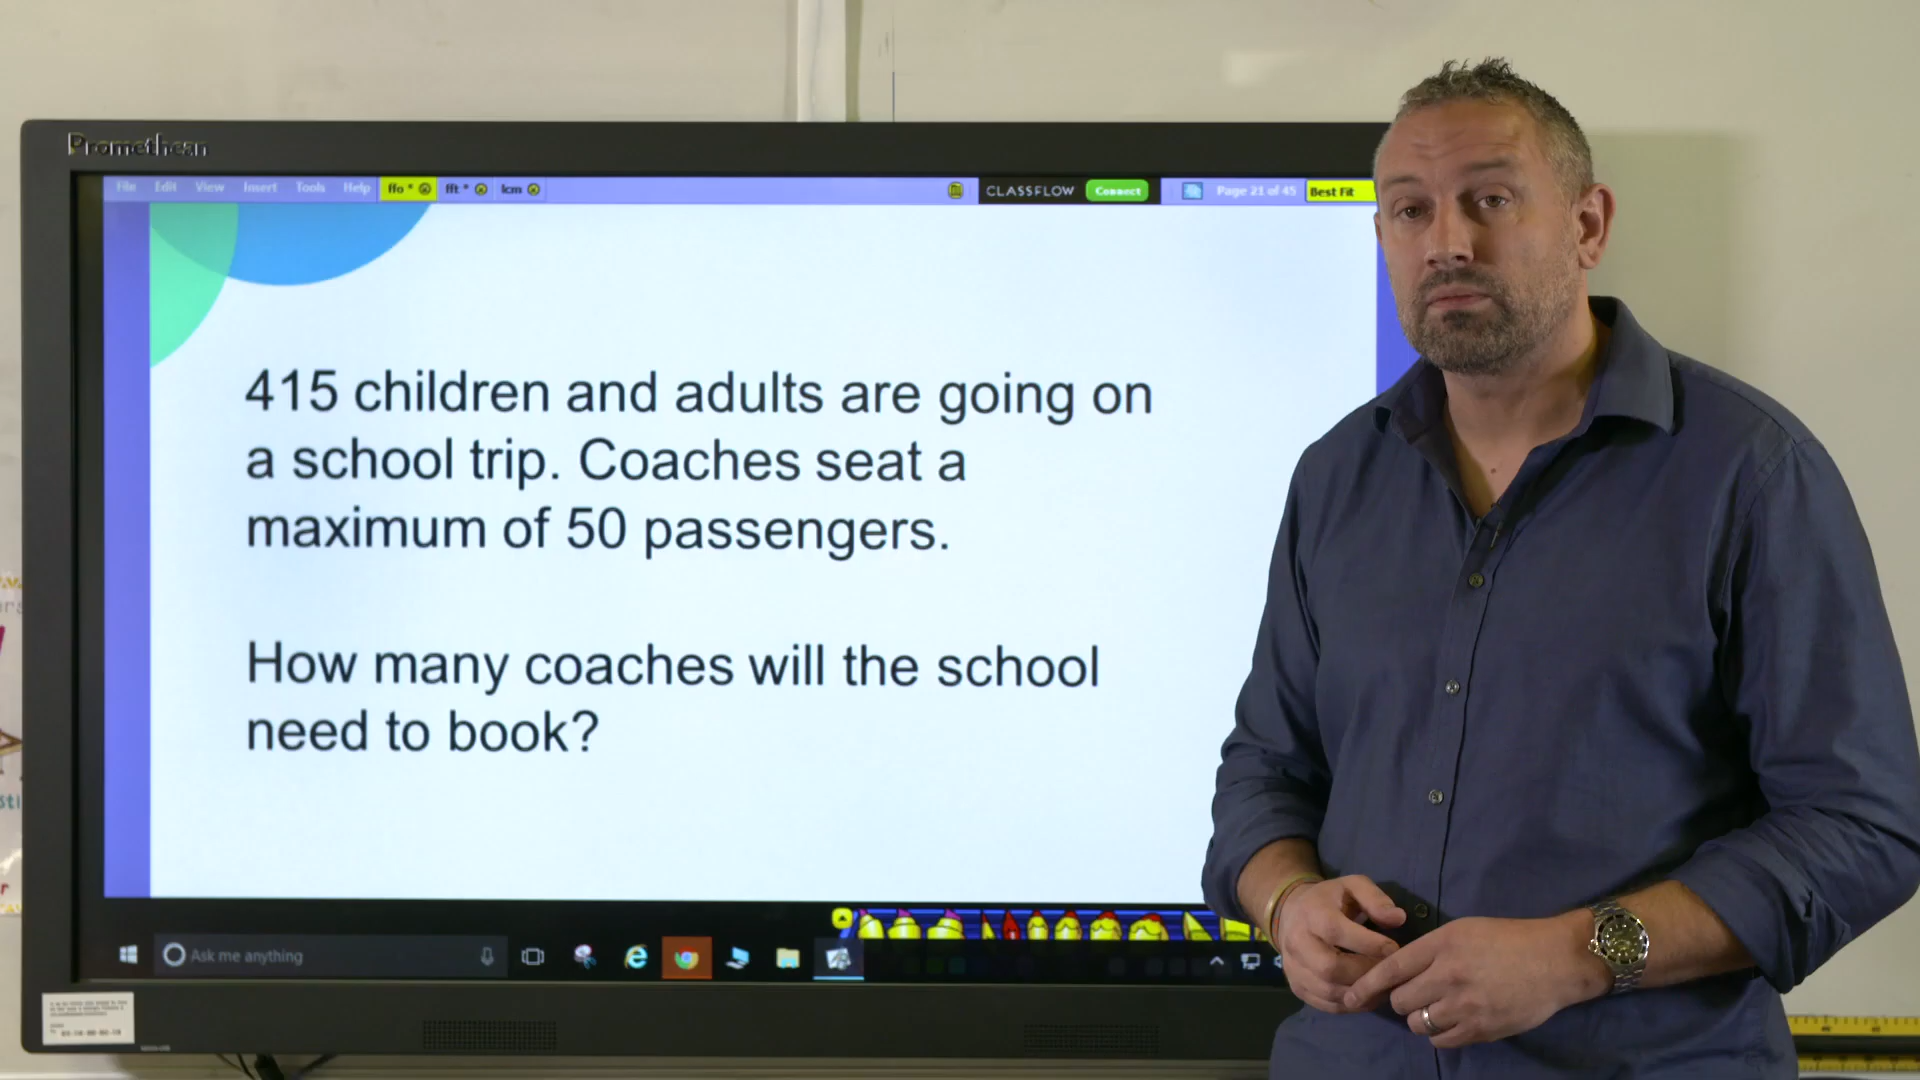 Promethean
File Edit View Insert Tools Help ffo * fft * lcm CLASSFLOW Connect Page 21 of 45 Best Fit
415 children and adults are going on
a school trip. Coaches seat a
maximum of 50 passengers.
How many coaches will the school
need to book?
Ask me anything